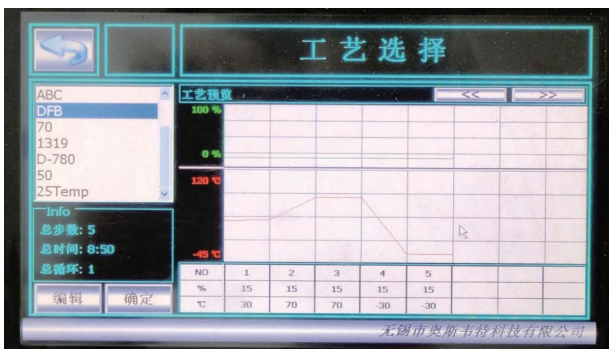 工艺选择
ABC
DFB
70
1319
D-780
50
25Temp
Info
总步数: 5
总时间: 8:50
总循环: 1
编辑
确定
工艺预览
<<
>>
100 %
0 %
120 ℃
-45 ℃
NO 1 2 3 4 5
% 15 15 15 15 15
℃ 30 70 70 -30 -30
无锡市奥斯韦特科技有限公司